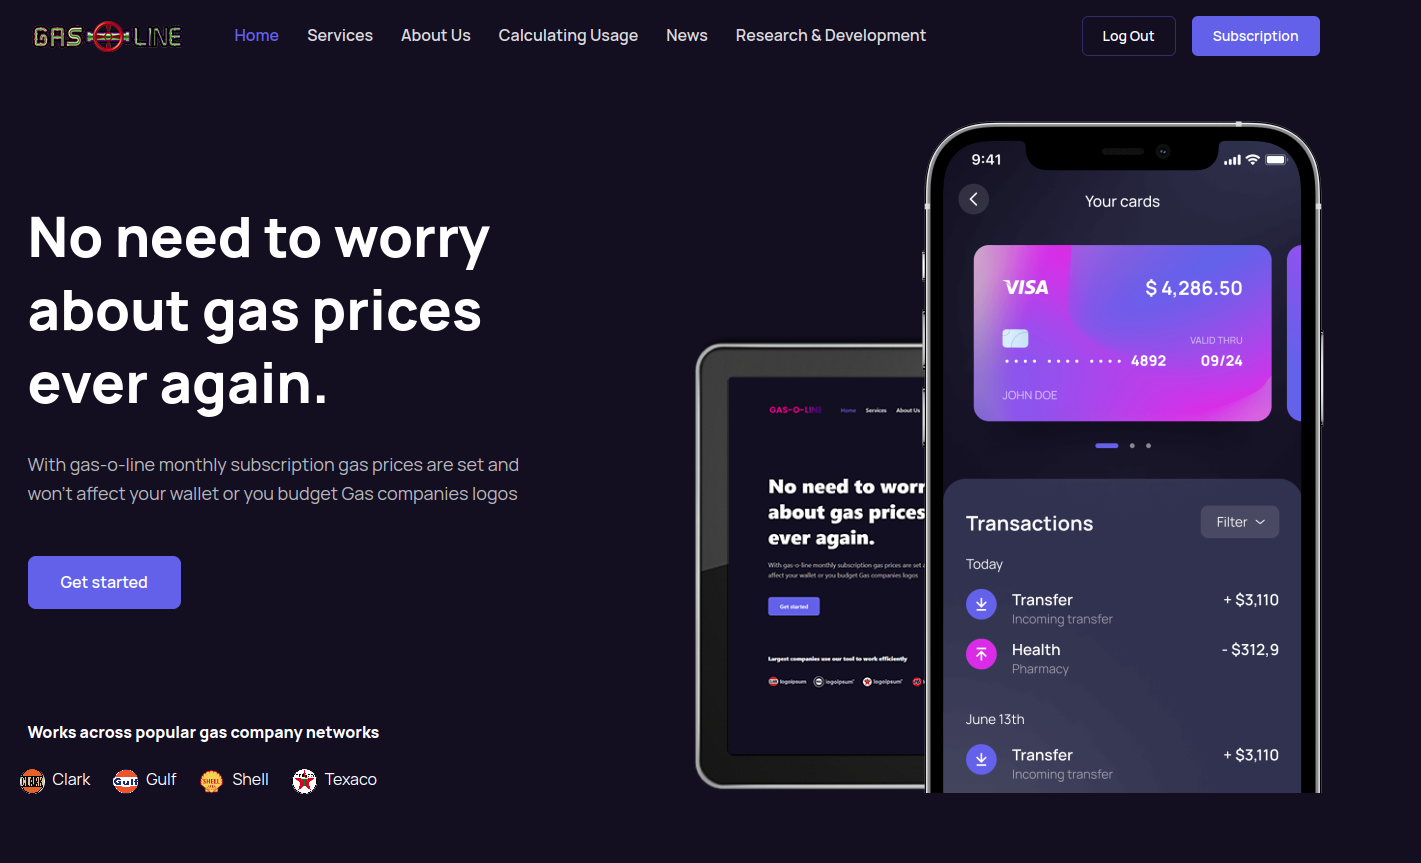 GAS-O-LINE
Home Services About Us Calculating Usage News Research & Development Log Out Subscription
No need to worry
about gas prices
ever again.
With gas-o-line monthly subscription gas prices are set and
won't affect your wallet or you budget Gas companies logos
Get started
Works across popular gas company networks
CLARK Clark Gulf Gulf SHELL Shell Texaco
GAS-O-LINE Home Services About Us
No need to worr
about gas prices
ever again.
With gas-o-line monthly subscription gas prices are set
affect your wallet or you budget Gas companies logos
Get started
Largest companies use our tool to work efficiently
logoipsum logoipsum logoipsum
9:41
Your cards
VISA $ 4,286.50
VALID THRU
4892 09/24
JOHN DOE
Transactions Filter
Today
Transfer + $3,110
Incoming transfer
Health - $312,9
Pharmacy
June 13th
Transfer + $3,110
Incoming transfer